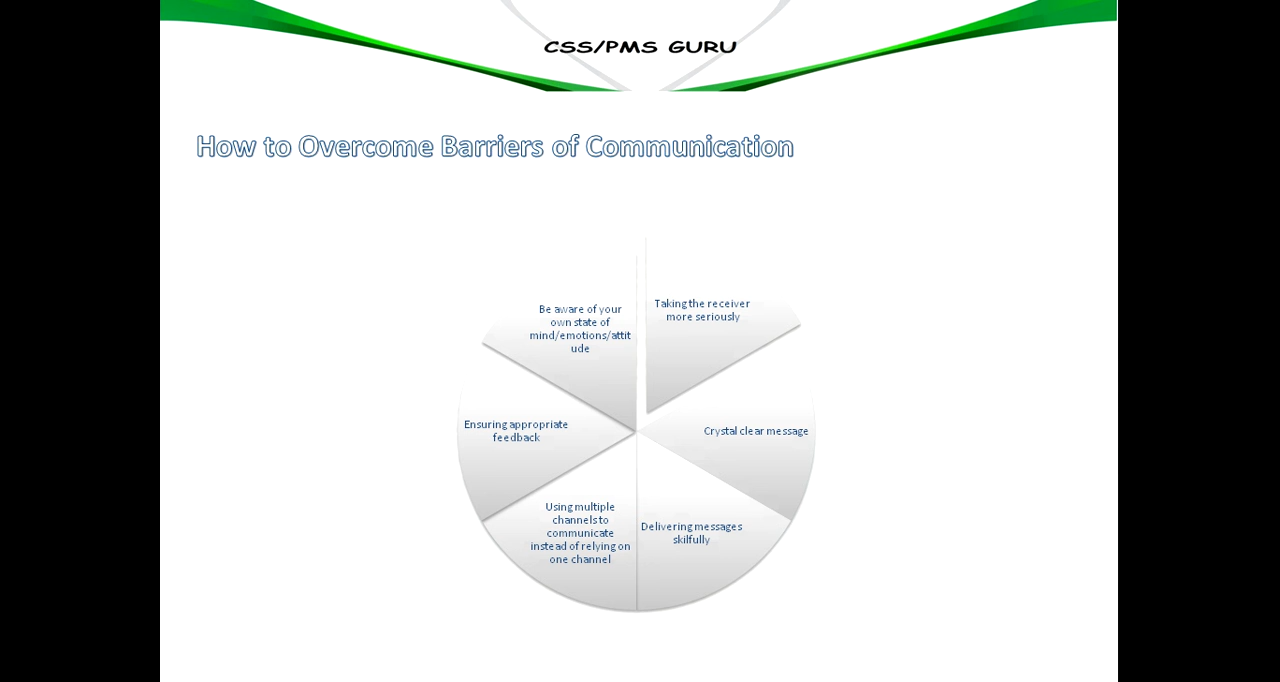 CSS/PMS GURU
How to Overcome Barriers of Communication
Be aware of your
own state of
mind/emotions/attit
ude
Taking the receiver
more seriously
Ensuring appropriate
feedback
Crystal clear message
Using multiple
channels to
communicate
instead of relying on
one channel
Delivering messages
skilfully